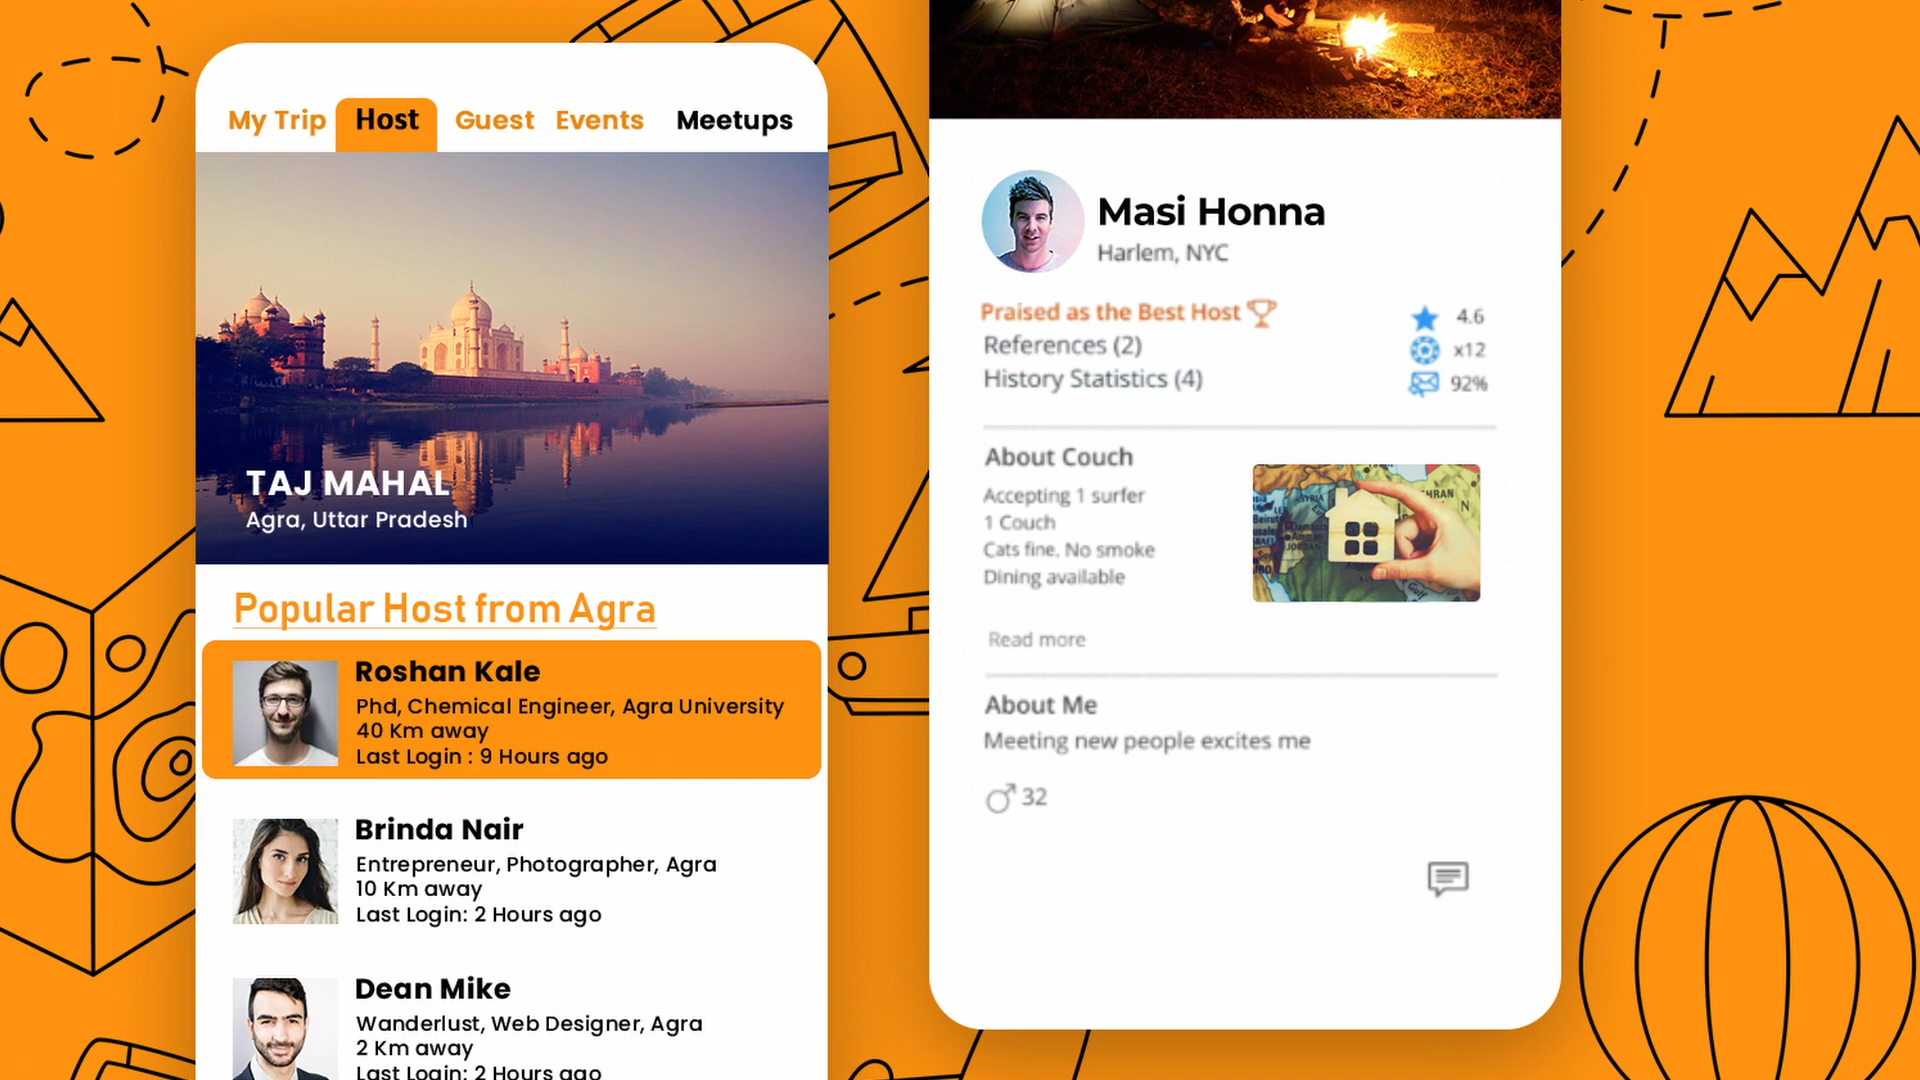 My Trip Host Guest Events Meetups
TAJ MAHAL
Agra, Uttar Pradesh
Popular Host from Agra
Roshan Kale
Phd, Chemical Engineer, Agra University
40 Km away
Last Login : 9 Hours ago
Brinda Nair
Entrepreneur, Photographer, Agra
10 Km away
Last Login: 2 Hours ago
Dean Mike
Wanderlust, Web Designer, Agra
2 Km away
Last Login: 2 Hours ago
Masi Honna
Harlem, NYC
Praised as the Best Host
4.6
References (2)
x12
History Statistics (4)
92%
About Couch
Accepting 1 surfer
1 Couch
Cats fine. No smoke
Dining available
SYRIA
HRAN
Beirut
JORDAN
Gulf
Read more
About Me
Meeting new people excites me
32